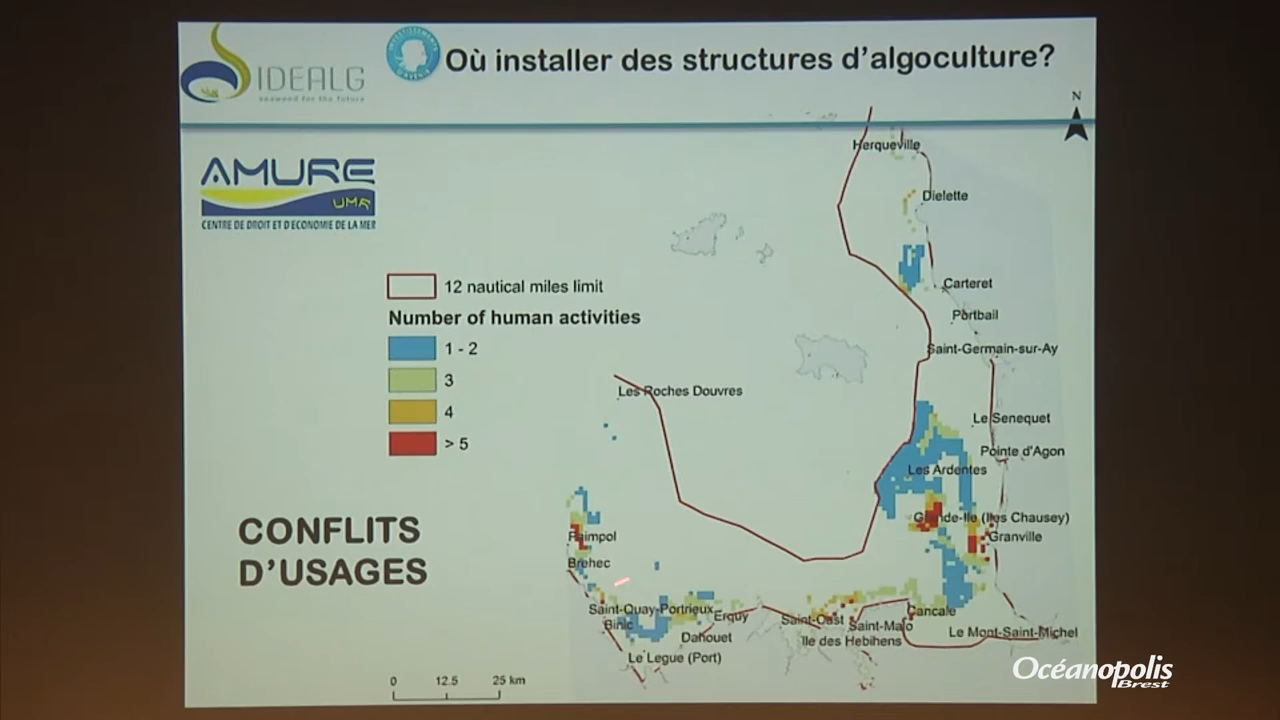 IDEALG
seaweed for the future
INVESTISSEMENTS D'AVENIR
Où installer des structures d'algoculture?
N
AMURE
UMR
CENTRE DE DROIT ET D'ECONOMIE DE LA MER
12 nautical miles limit
Number of human activities
1 - 2
3
4
> 5
CONFLITS
D'USAGES
Herqueville
Dielette
Carteret
Portbail
Saint-Germain-sur-Ay
Les Roches Douvres
Le Senequet
Pointe d'Agon
Les Ardentes
Grande-Ile (Iles Chausey)
Granville
Paimpol
Brehec
Saint-Quay-Portrieux
Binic
Erquy
Dahouet
Le Legue (Port)
Saint-Cast
Saint-Malo
Ile des Hebihens
Cancale
Le Mont-Saint-Michel
0 12.5 25 km
Océanopolis
Brest